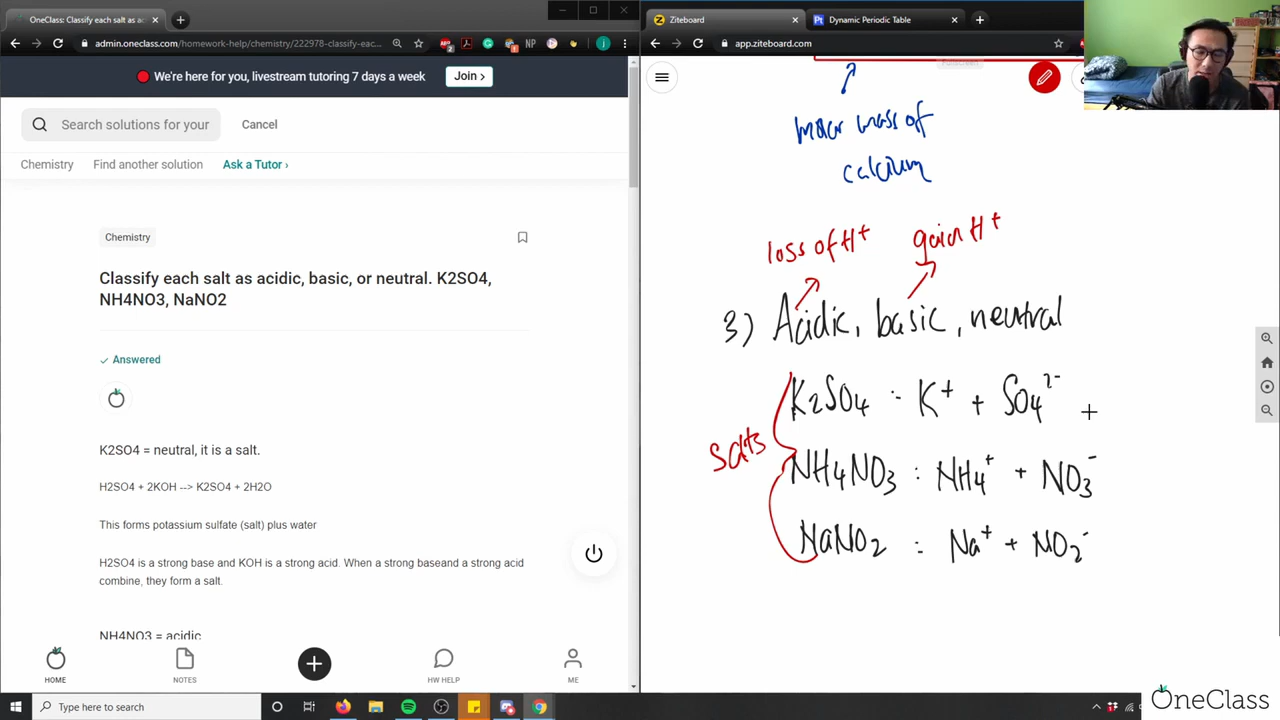 OneClass: Classify each salt as ac
admin.oneclass.com/homework-help/chemistry/222978-classify-eac...
NP
We're here for you, livestream tutoring 7 days a week
Join ›
Search solutions for your
Cancel
Chemistry
Find another solution
Ask a Tutor ›
Chemistry
Classify each salt as acidic, basic, or neutral. K2SO4,
NH4NO3, NaNO2
✓ Answered
K2SO4 = neutral, it is a salt.
H2SO4 + 2KOH --> K2SO4 + 2H2O
This forms potassium sulfate (salt) plus water
H2SO4 is a strong base and KOH is a strong acid. When a strong baseand a strong acid
combine, they form a salt.
NH4NO3 = acidic
HOME
NOTES
HW HELP
ME
Type here to search
Ziteboard
Dynamic Periodic Table
app.ziteboard.com
Fullscreen
molar mass of
calcium
loss of H+
gain H+
3) Acidic, basic, neutral
K2SO4 : K+ + SO4 2-
Salts
NH4NO3 : NH4+ + NO3-
NaNO2 : Na+ + NO2-
OneClass